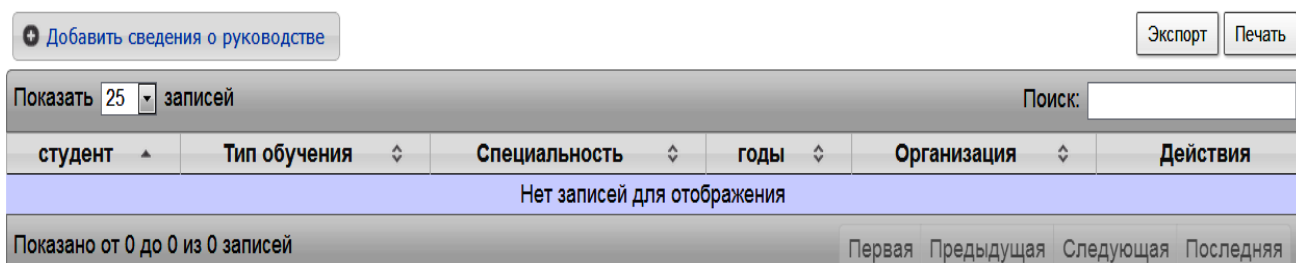 Добавить сведения о руководстве Экспорт Печать
Показать 25 записей Поиск:
студент Тип обучения Специальность годы Организация Действия
Нет записей для отображения
Показано от 0 до 0 из 0 записей Первая Предыдущая Следующая Последняя